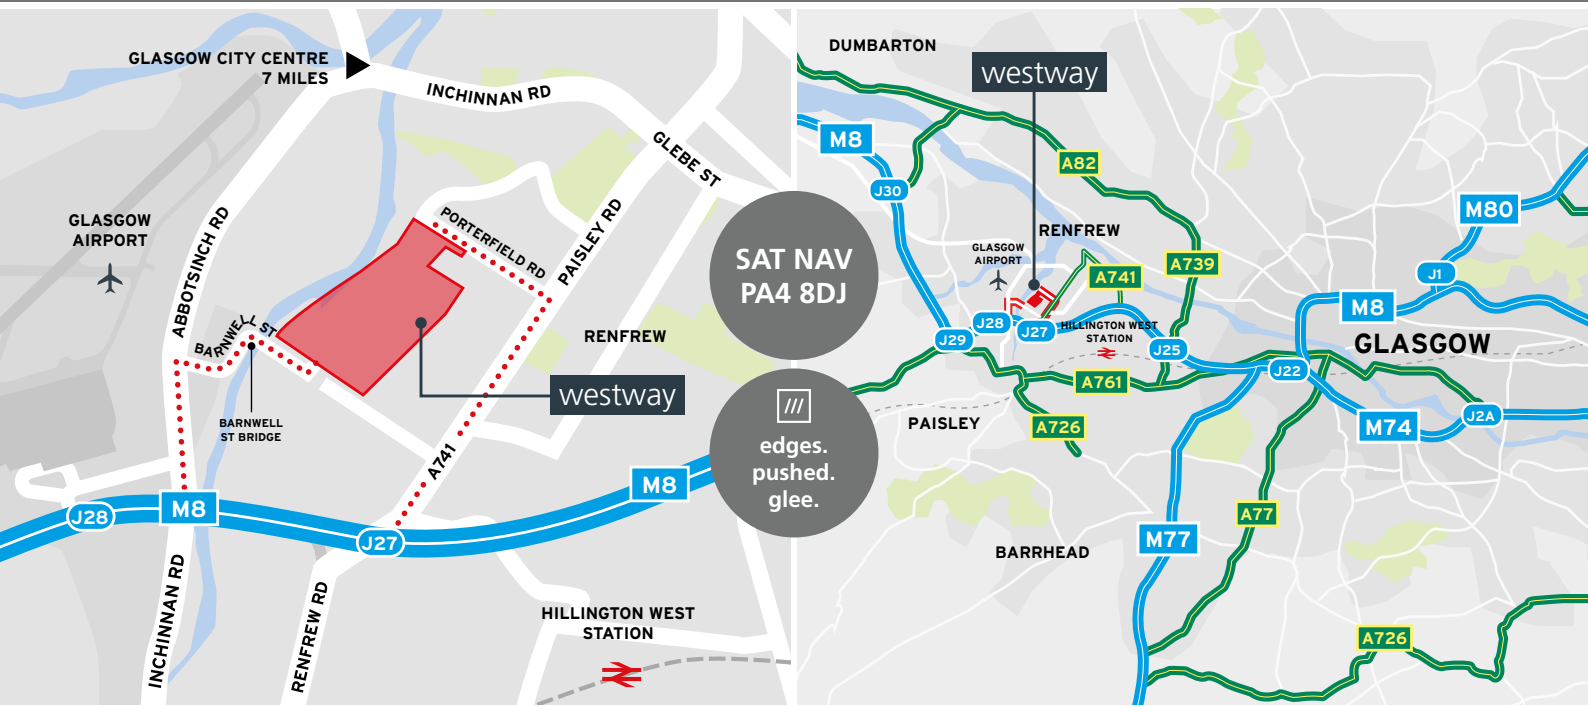 GLASGOW CITY CENTRE
7 MILES
INCHINNAN RD
GLEBE ST
GLASGOW
AIRPORT
ABBOTSINCH RD
PORTERFIELD RD
PAISLEY RD
BARNWELL ST
RENFREW
westway
BARNWELL
ST BRIDGE
A741
M8
M8
J28
J27
INCHINNAN RD
RENFREW RD
HILLINGTON WEST
STATION
SAT NAV
PA4 8DJ
edges.
pushed.
glee.
DUMBARTON
westway
M8
A82
J30
M80
RENFREW
GLASGOW
AIRPORT
A741
A739
J1
M8
J28
J27
HILLINGTON WEST
STATION
J29
J25
GLASGOW
J22
A761
PAISLEY
A726
M74
J2A
A77
M77
BARRHEAD
A726